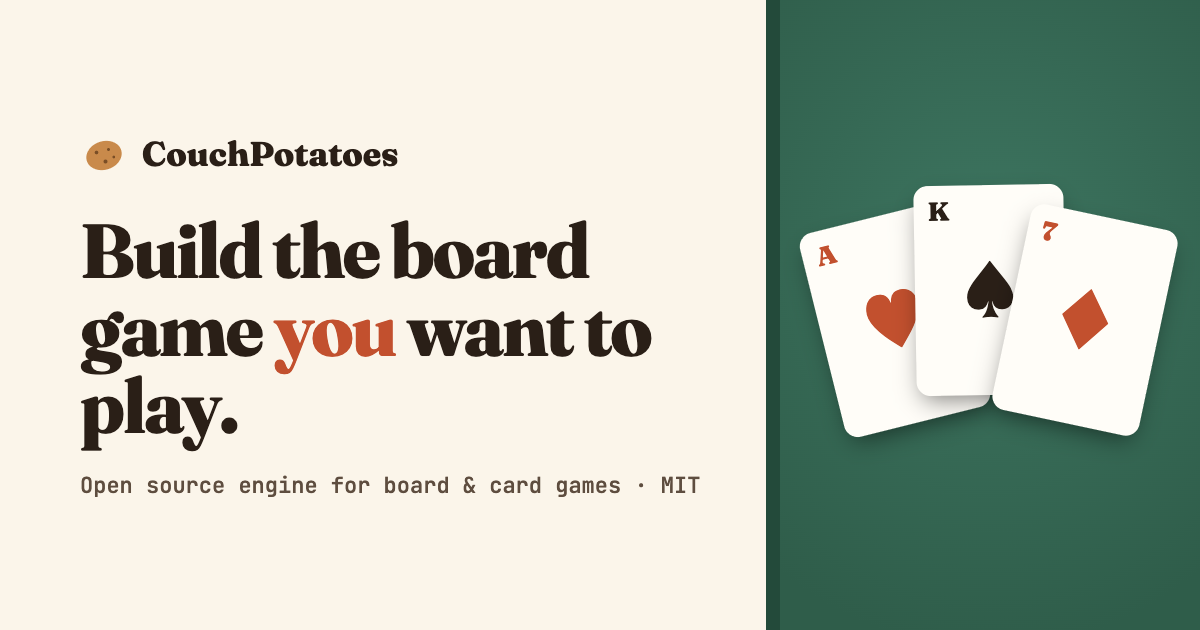 CouchPotatoes
Build the board
game you want to
play.
Open source engine for board & card games · MIT
A
K
7